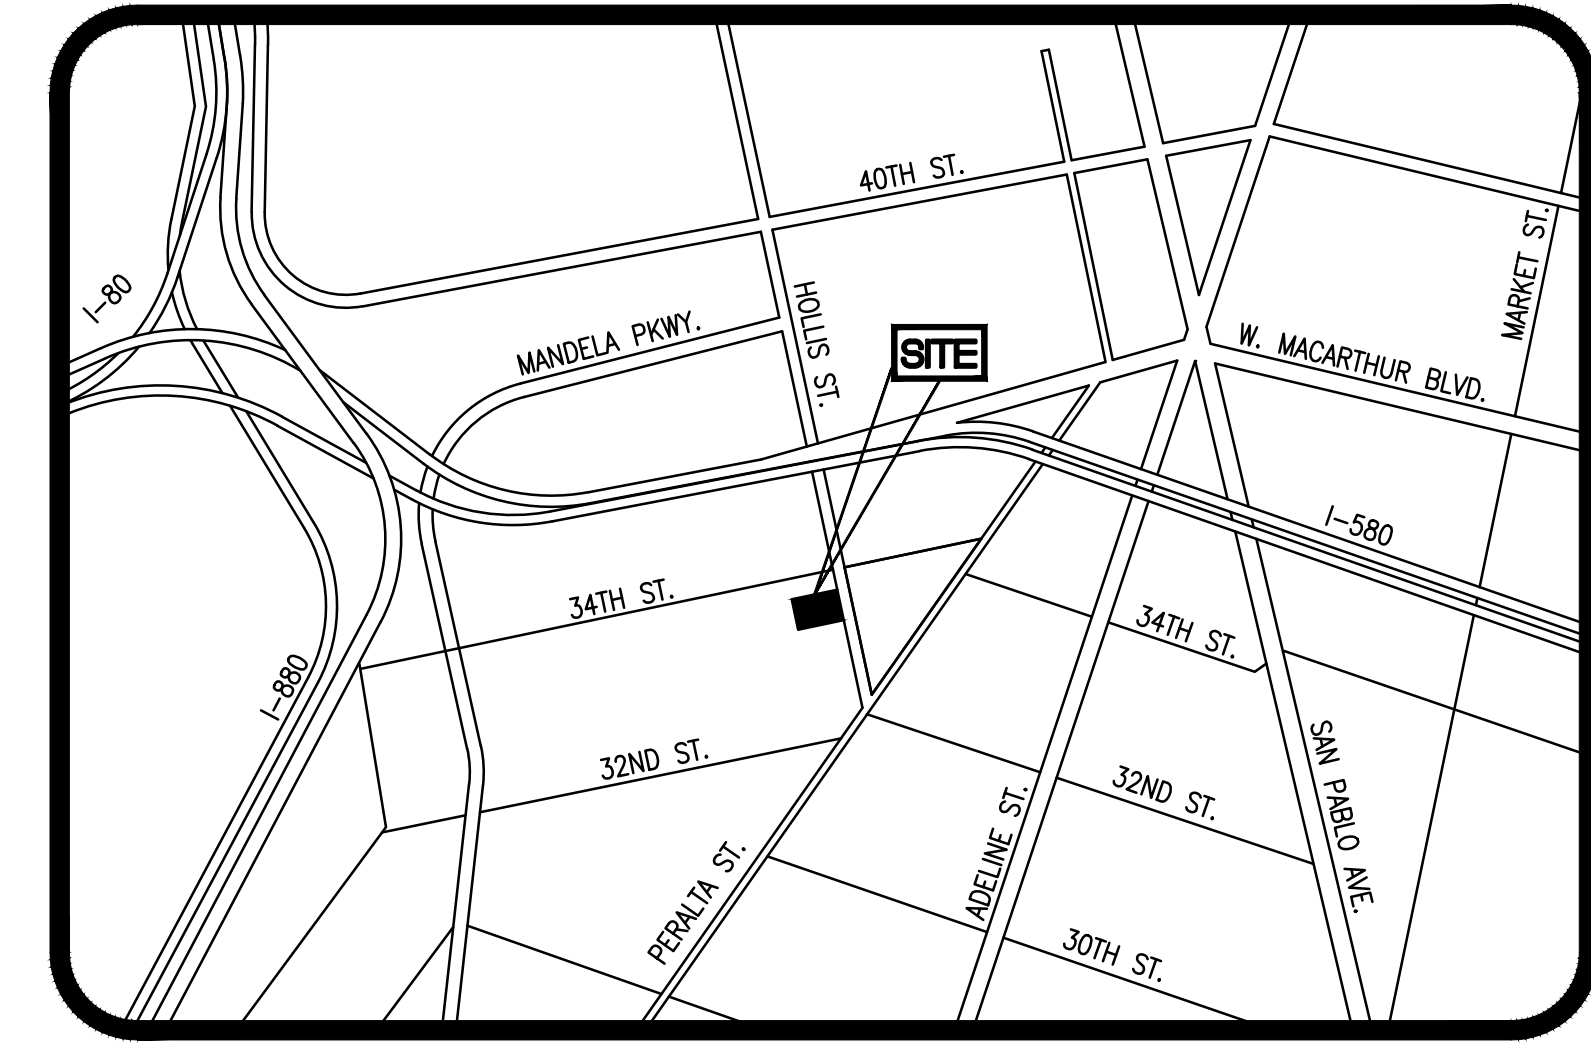 40TH ST.
MARKET ST.
I-80
HOLLIS ST.
MANDELA PKWY.
SITE
W. MACARTHUR BLVD.
I-580
34TH ST.
34TH ST.
I-880
SAN PABLO AVE.
32ND ST.
32ND ST.
ADELINE ST.
PERALTA ST.
30TH ST.